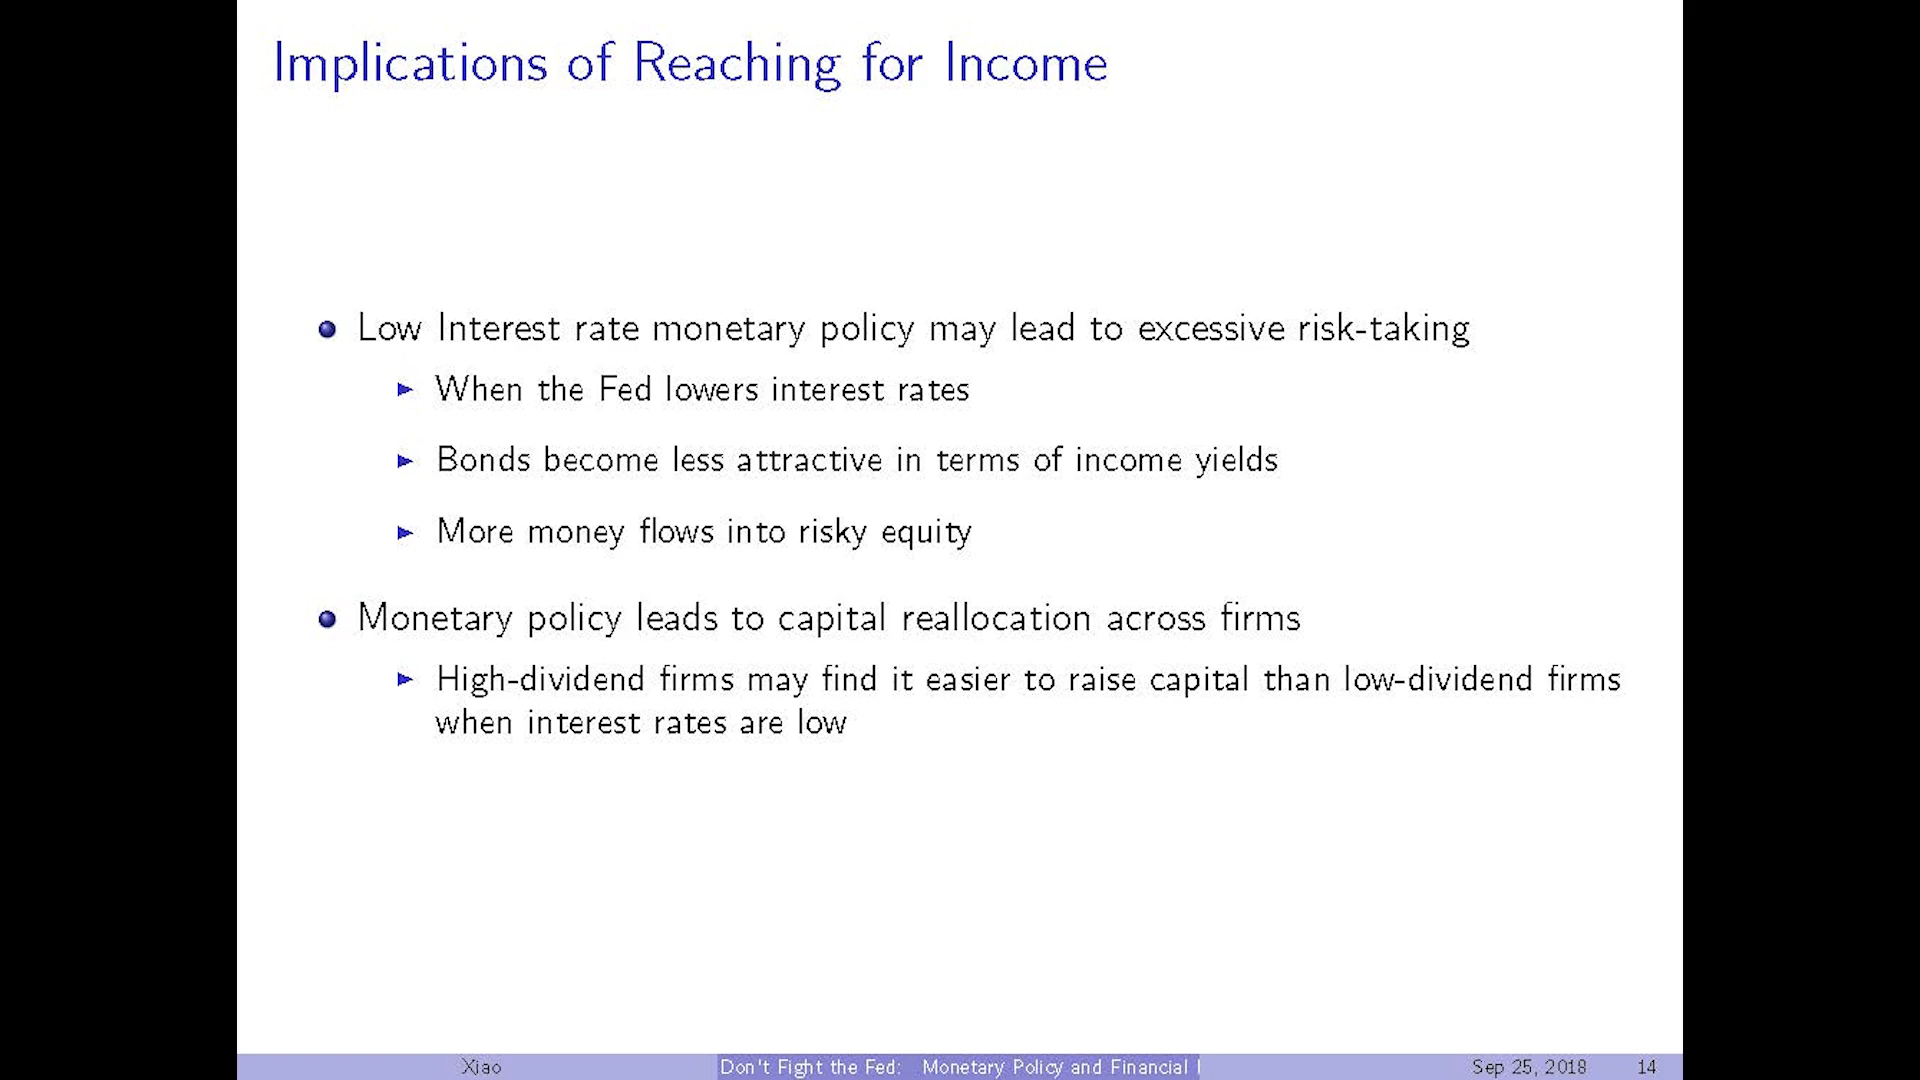 Implications of Reaching for Income
Low Interest rate monetary policy may lead to excessive risk-taking
When the Fed lowers interest rates
Bonds become less attractive in terms of income yields
More money flows into risky equity
Monetary policy leads to capital reallocation across firms
High-dividend firms may find it easier to raise capital than low-dividend firms
when interest rates are low
Xiao Don't Fight the Fed: Monetary Policy and Financial Sep 25, 2018 14